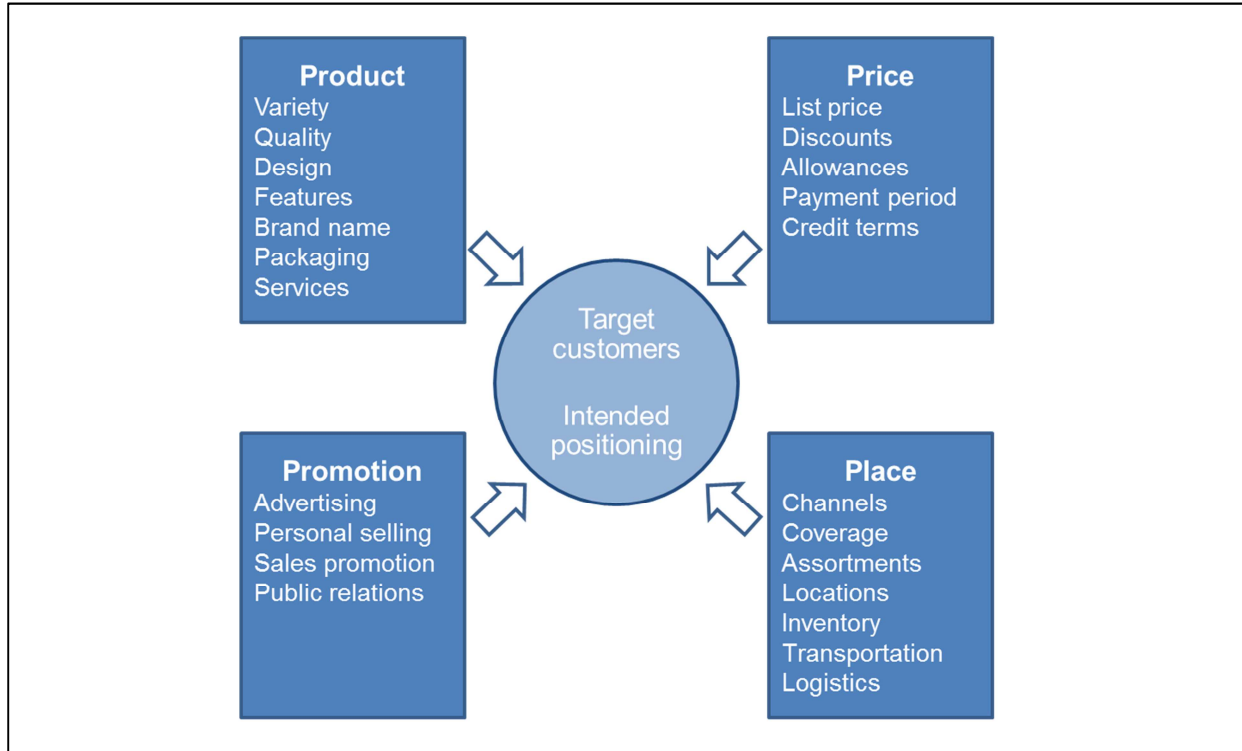 Product
Variety
Quality
Design
Features
Brand name
Packaging
Services
Price
List price
Discounts
Allowances
Payment period
Credit terms
Target
customers
Intended
positioning
Promotion
Advertising
Personal selling
Sales promotion
Public relations
Place
Channels
Coverage
Assortments
Locations
Inventory
Transportation
Logistics